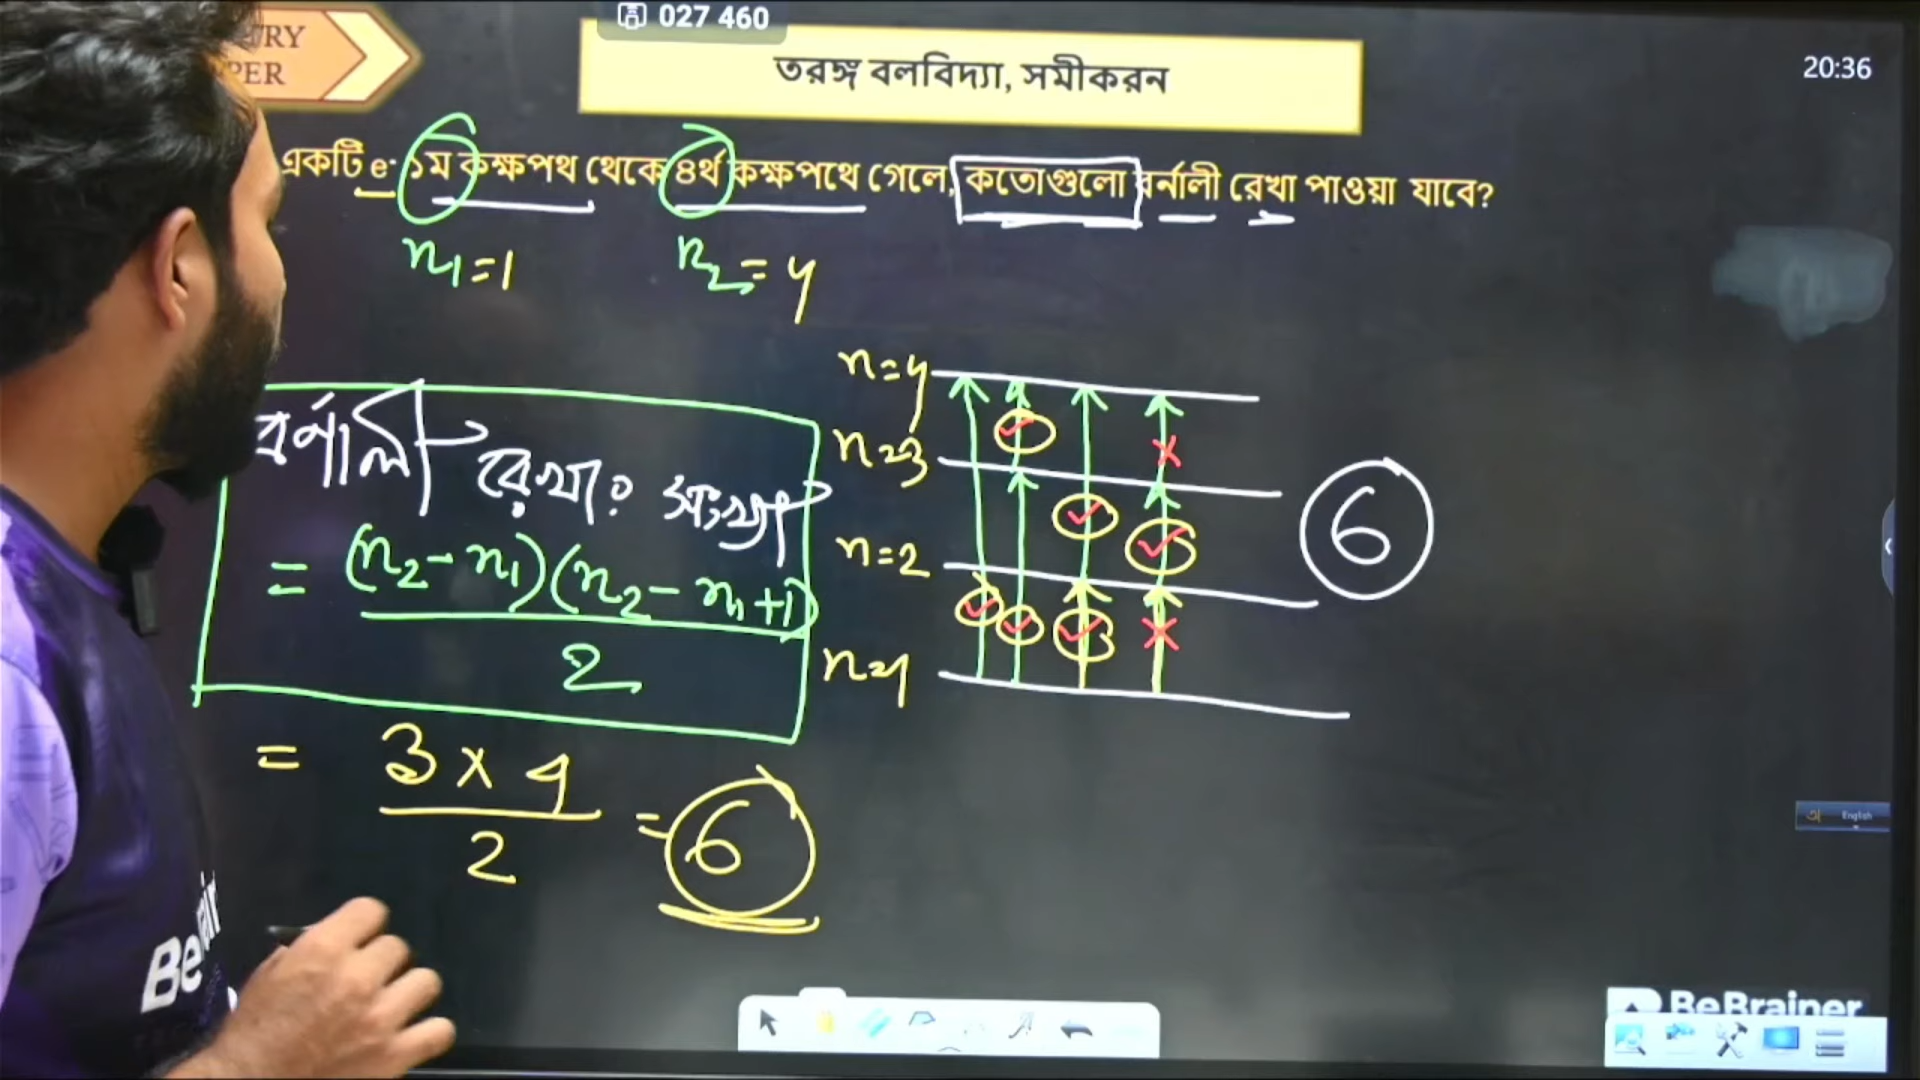 027 460
TRY
PER
তরঙ্গ বলবিদ্যা, সমীকরন
20:36
একটি e- ১ম কক্ষপথ থেকে ৪র্থ কক্ষপথে গেলে, কতোগুলো বর্নালী রেখা পাওয়া যাবে?
n₁=1
n₂=4
n=4
n=3
n=2
n=1
6
বর্ণালী রেখার সংখ্যা
= (n₂-n₁)(n₂-n₁+1)
2
= 3×4
2
=6
English
BeBrainer